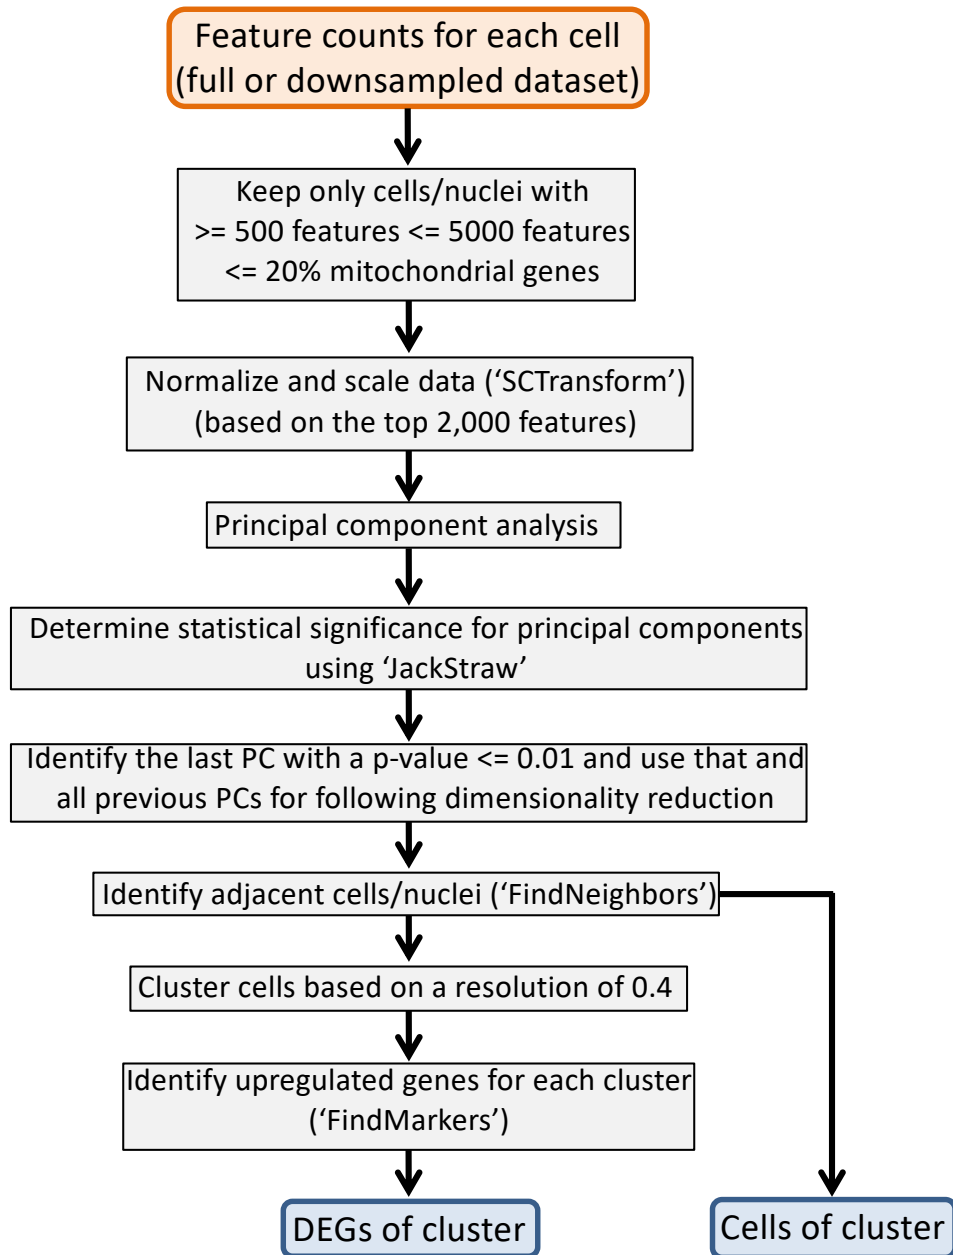 Feature counts for each cell
(full or downsampled dataset)
Keep only cells/nuclei with
>= 500 features <= 5000 features
<= 20% mitochondrial genes
Normalize and scale data (‘SCTransform’)
(based on the top 2,000 features)
Principal component analysis
Determine statistical significance for principal components
using ‘JackStraw’
Identify the last PC with a p-value <= 0.01 and use that and
all previous PCs for following dimensionality reduction
Identify adjacent cells/nuclei (‘FindNeighbors’)
Cluster cells based on a resolution of 0.4
Identify upregulated genes for each cluster
(‘FindMarkers’)
DEGs of cluster
Cells of cluster